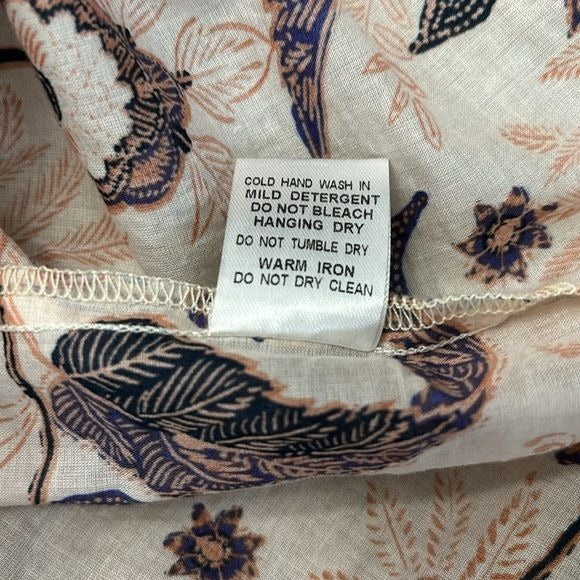 COLD HAND WASH IN
MILD DETERGENT
DO NOT BLEACH
HANGING DRY
DO NOT TUMBLE DRY
WARM IRON
DO NOT DRY CLEAN